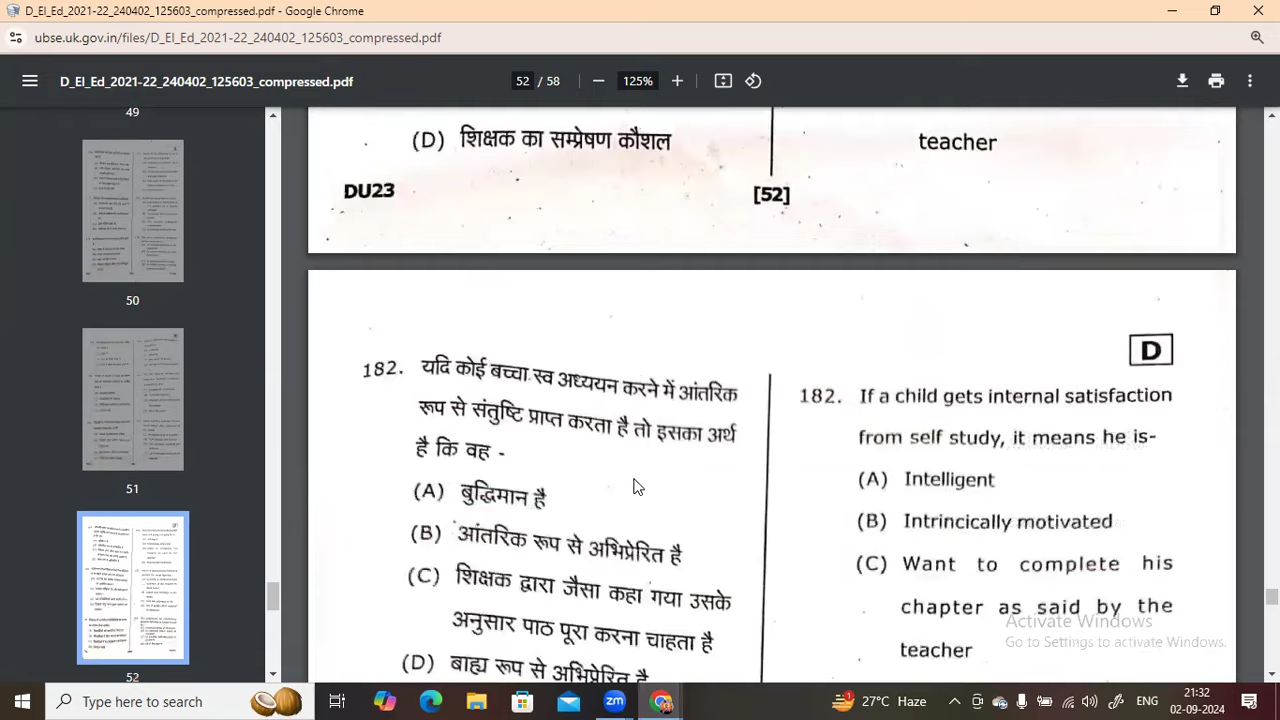 D_El_Ed_2021-22_240402_125603_compressed.pdf - Google Chrome
ubse.uk.gov.in/files/D_El_Ed_2021-22_240402_125603_compressed.pdf
D_El_Ed_2021-22_240402_125603_compressed.pdf
52 / 58
125%
49
50
51
52
(D) शिक्षक का सम्प्रेषण कौशल
teacher
DU23
[52]
D
182. यदि कोई बच्चा स्व अध्ययन करने में आंतरिक
रूप से संतुष्टि प्राप्त करता है तो इसका अर्थ
है कि वह -
(A) बुद्धिमान है
(B) आंतरिक रूप से अभिप्रेरित है
(C) शिक्षक द्वारा जैसा कहा गया उसके
अनुसार पाठ पूरा करना चाहता है
(D) बाह्य रूप से अभिप्रेरित है
182. If a child gets internal satisfaction
from self study, it means he is-
(A) Intelligent
(B) Intrincically motivated
(C) Want to complete his
chapter as said by the
teacher
Activate Windows
Go to Settings to activate Windows.
Type here to search
27°C Haze
ENG
21:32
02-09-2024